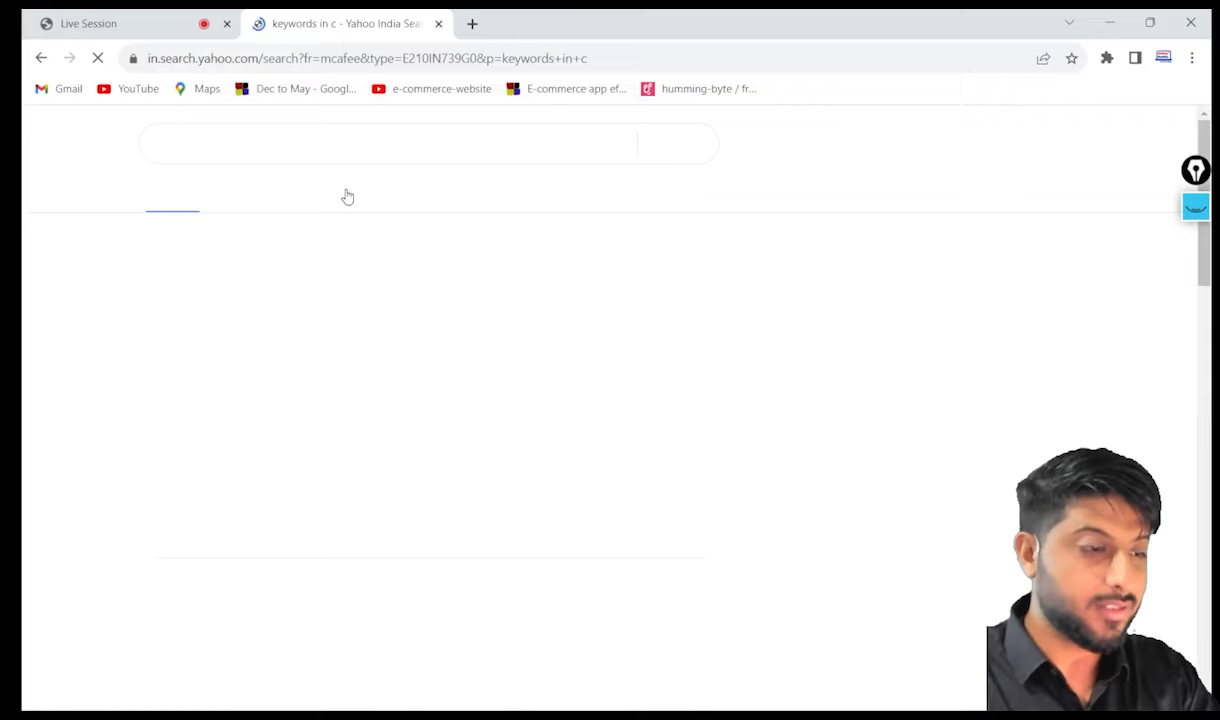 Live Session
keywords in c - Yahoo India Sea
in.search.yahoo.com/search?fr=mcafee&type=E210IN739G0&p=keywords+in+c
Gmail
YouTube
Maps
Dec to May - Googl...
e-commerce-website
E-commerce app ef...
humming-byte / fr...